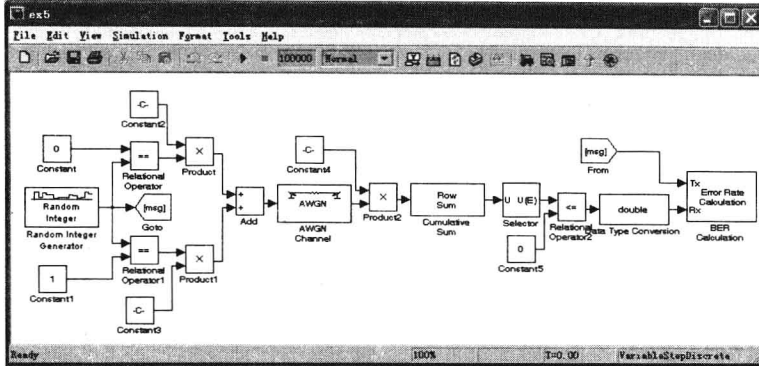 ex5
File Edit View Simulation Format Tools Help
100000 Normal
-C-
Constant2
0
Constant
==
Relational
Operator
×
Product
Random
Integer
Random Integer
Generator
[msg]
Goto
==
Relational
Operator1
×
Product1
1
Constant1
-C-
Constant3
+
+
Add
AWGN
AWGN
Channel
-C-
Constant4
×
Product2
Row
Sum
Cumulative
Sum
U U(E)
Selector
0
Constant5
<=
Relational
Operator2
double
Data Type Conversion
[msg]
From
Tx
Error Rate
Calculation
Rx
BER
Calculation
Ready 100% T=0.00 VariableStepDiscrete